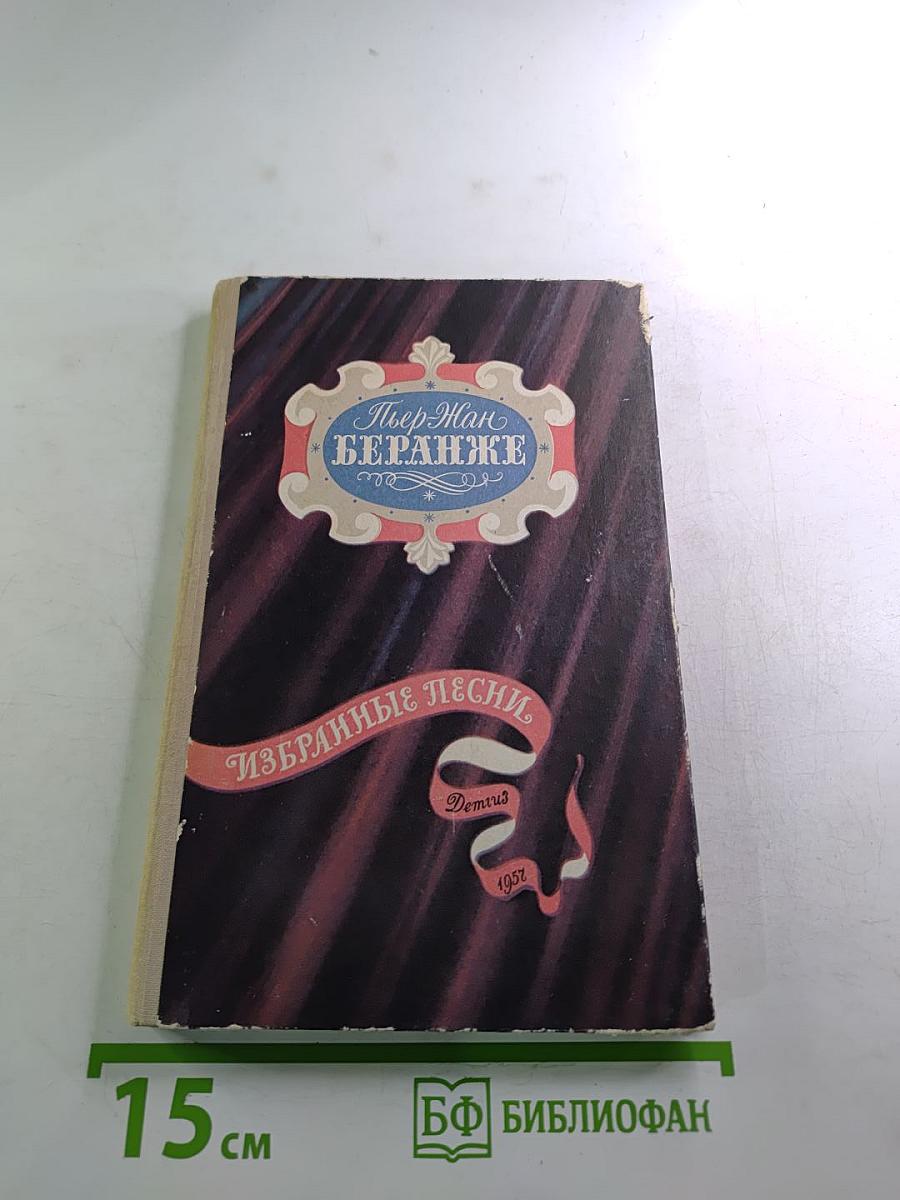 Пьер-Жан
БЕРАНЖЕ
ИЗБРАННЫЕ ПЕСНИ
Детгиз
1957
15 см
БФ БИБЛИОФАН